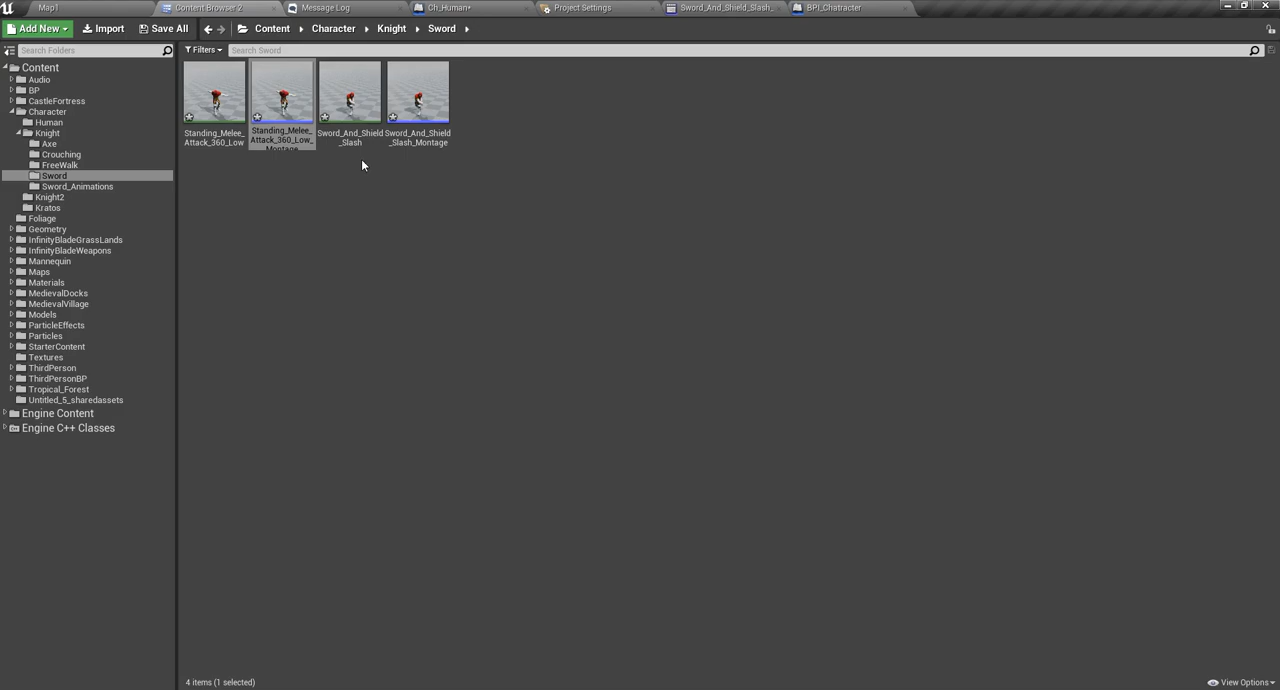 Map1
Content Browser 2
Message Log
Ch_Human*
Project Settings
Sword_And_Shield_Slash_
BPI_Chatracter
Add New
Import
Save All
Content
Character
Knight
Sword
Search Folders
Filters
Search Sword
Content
Audio
BP
CastleFortress
Character
Human
Knight
Axe
Crouching
FreeWalk
Sword
Sword_Animations
Knight2
Kratos
Foliage
Geometry
InfinityBladeGrassLands
InfinityBladeWeapons
Mannequin
Maps
Materials
MedievalDocks
MedievalVillage
Models
ParticleEffects
Particles
StarterContent
Textures
ThirdPerson
ThirdPersonBP
Tropical_Forest
Untitled_5_sharedassets
Engine Content
Engine C++ Classes
Standing_Melee_
Attack_360_Low
Standing_Melee_
Attack_360_Low_
Montage
Sword_And_Shield
_Slash
Sword_And_Shield
_Slash_Montage
4 items (1 selected)
View Options